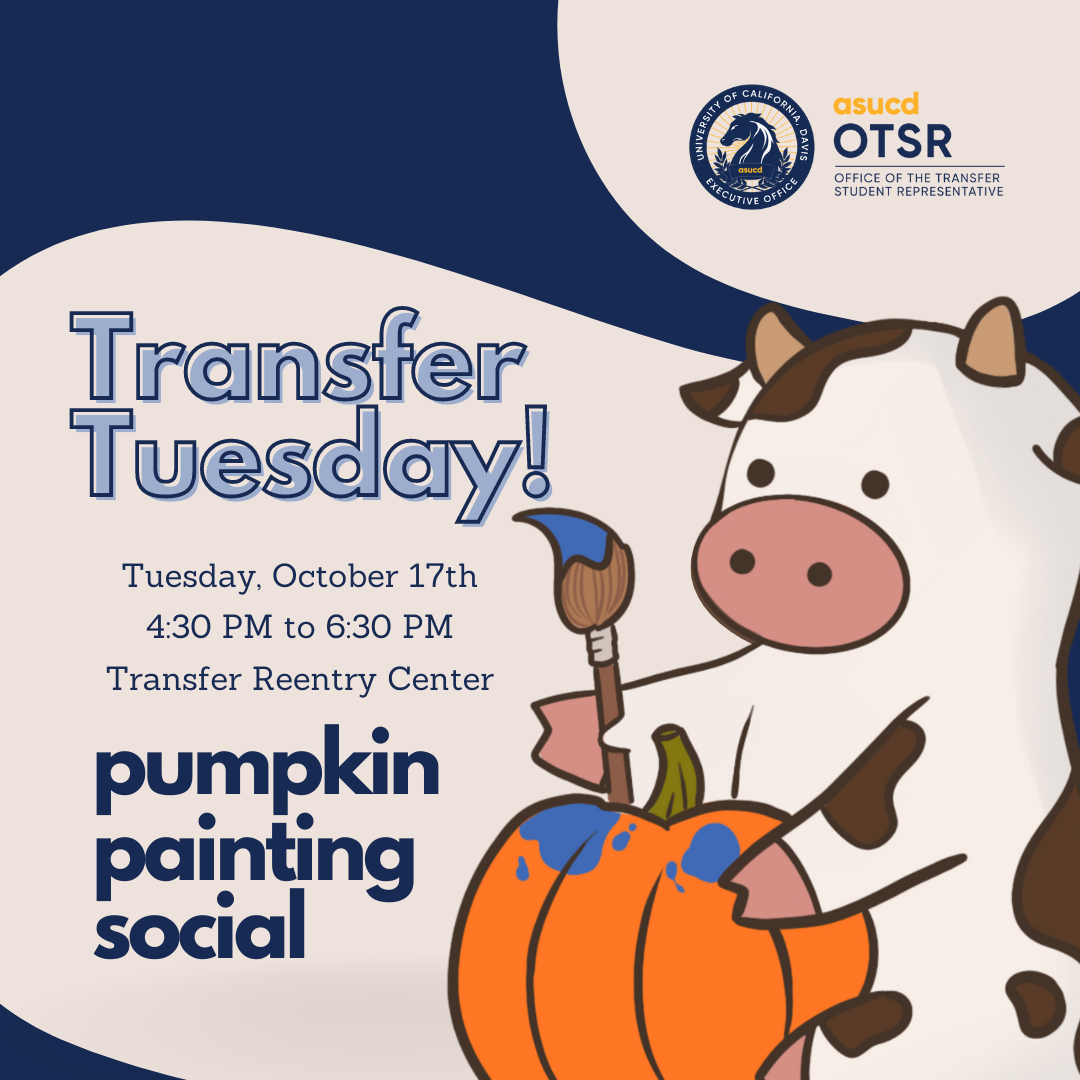 UNIVERSITY OF CALIFORNIA, DAVIS
asucd
EXECUTIVE OFFICE
asucd
OTSR
OFFICE OF THE TRANSFER
STUDENT REPRESENTATIVE
Transfer
Tuesday!
Tuesday, October 17th
4:30 PM to 6:30 PM
Transfer Reentry Center
pumpkin
painting
social